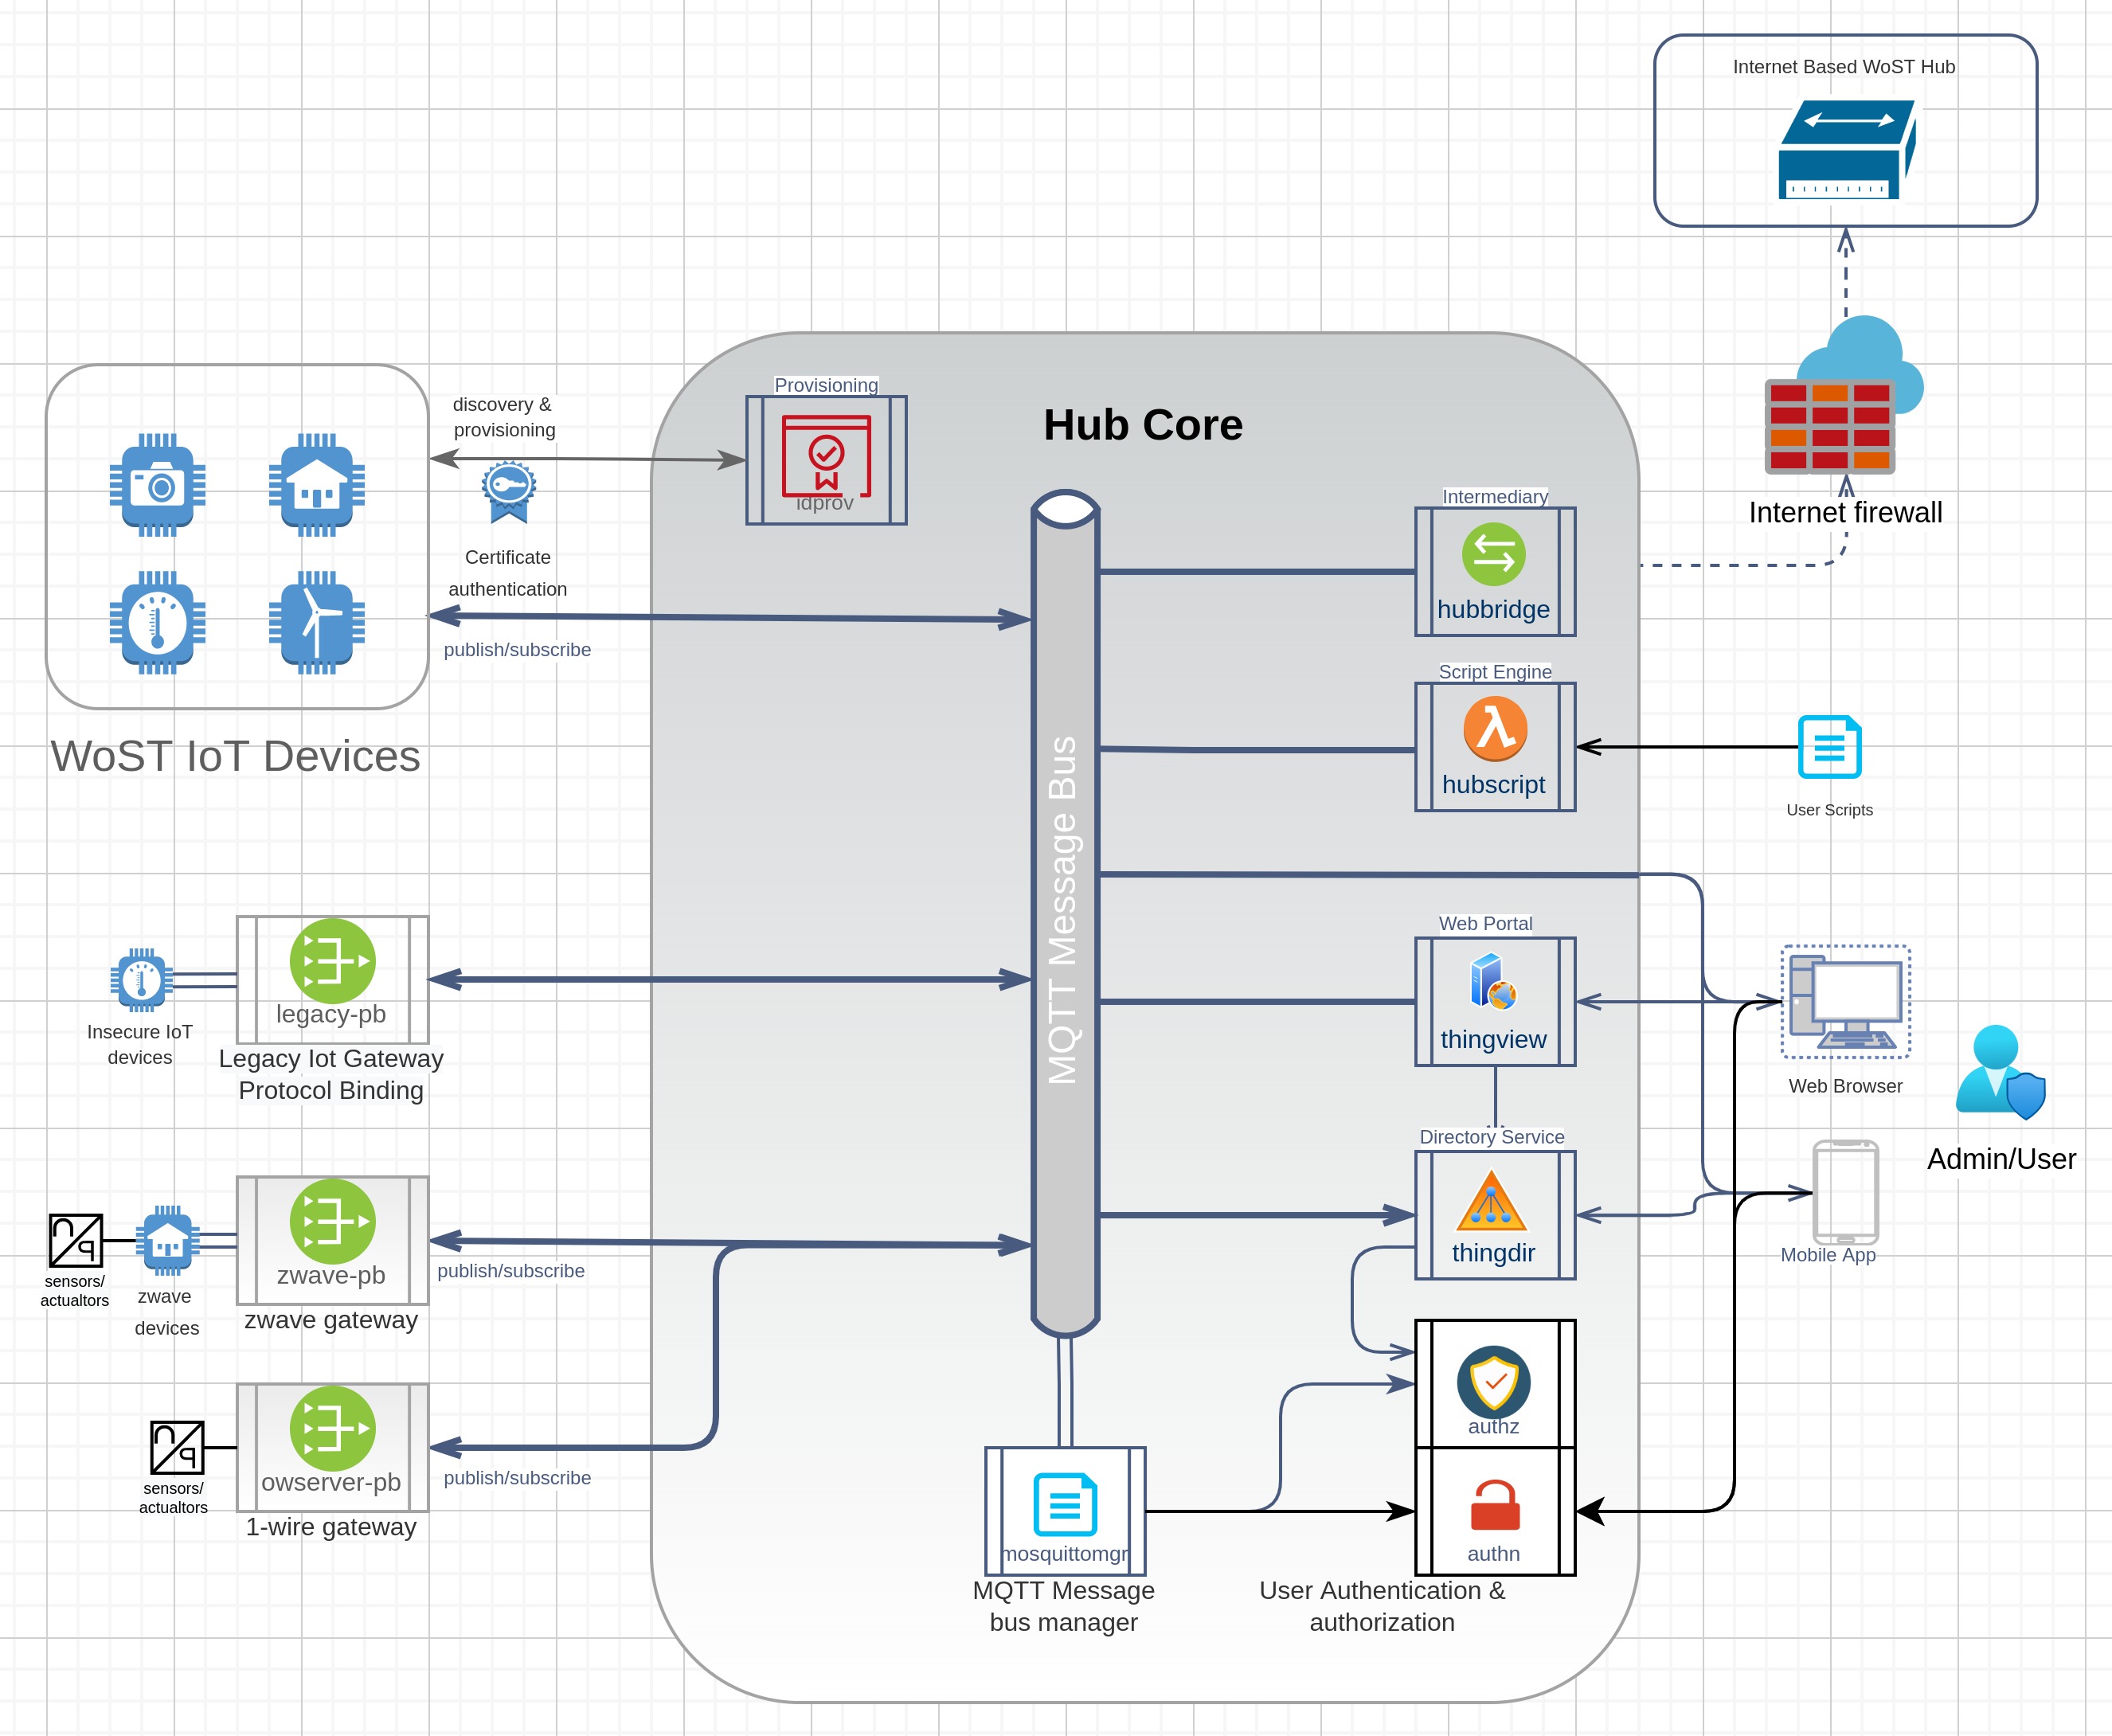 Internet Based WoST Hub
Internet firewall
Hub Core
Provisioning
idprov
discovery &
provisioning
Certificate
authentication
publish/subscribe
WoST IoT Devices
Intermediary
hubbridge
Script Engine
hubscript
User Scripts
MQTT Message Bus
Web Portal
thingview
Web Browser
Admin/User
Directory Service
thingdir
Mobile App
legacy-pb
Insecure IoT
devices
Legacy Iot Gateway
Protocol Binding
zwave-pb
publish/subscribe
sensors/
actualtors
zwave
devices
zwave gateway
owserver-pb
publish/subscribe
sensors/
actualtors
1-wire gateway
authz
authn
mosquittomgr
MQTT Message
bus manager
User Authentication &
authorization